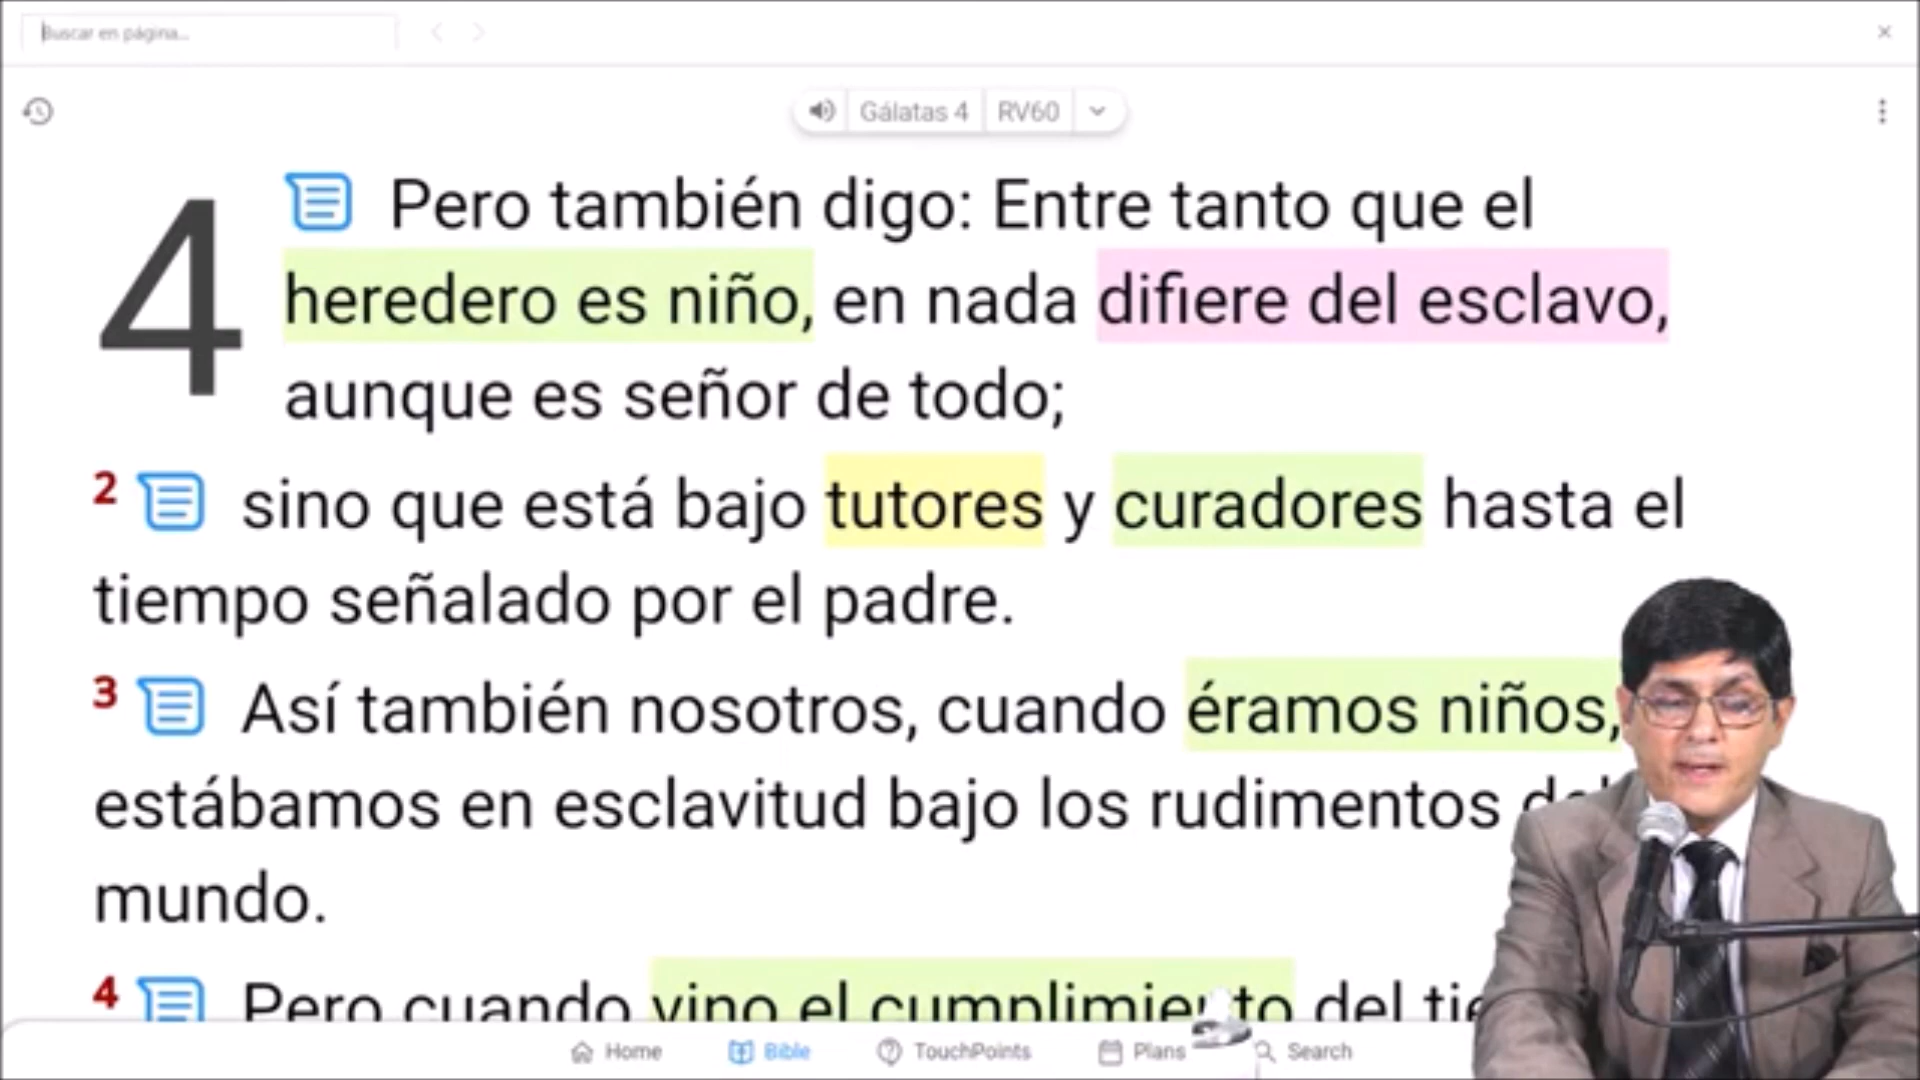 Buscar en página...
Gálatas 4 RV60
4 Pero también digo: Entre tanto que el
heredero es niño, en nada difiere del esclavo,
aunque es señor de todo;
2 sino que está bajo tutores y curadores hasta el
tiempo señalado por el padre.
3 Así también nosotros, cuando éramos niños,
estábamos en esclavitud bajo los rudimentos
mundo.
4 Pero cuando vino el cumplimiento del
Home Bible TouchPoints Plans Search